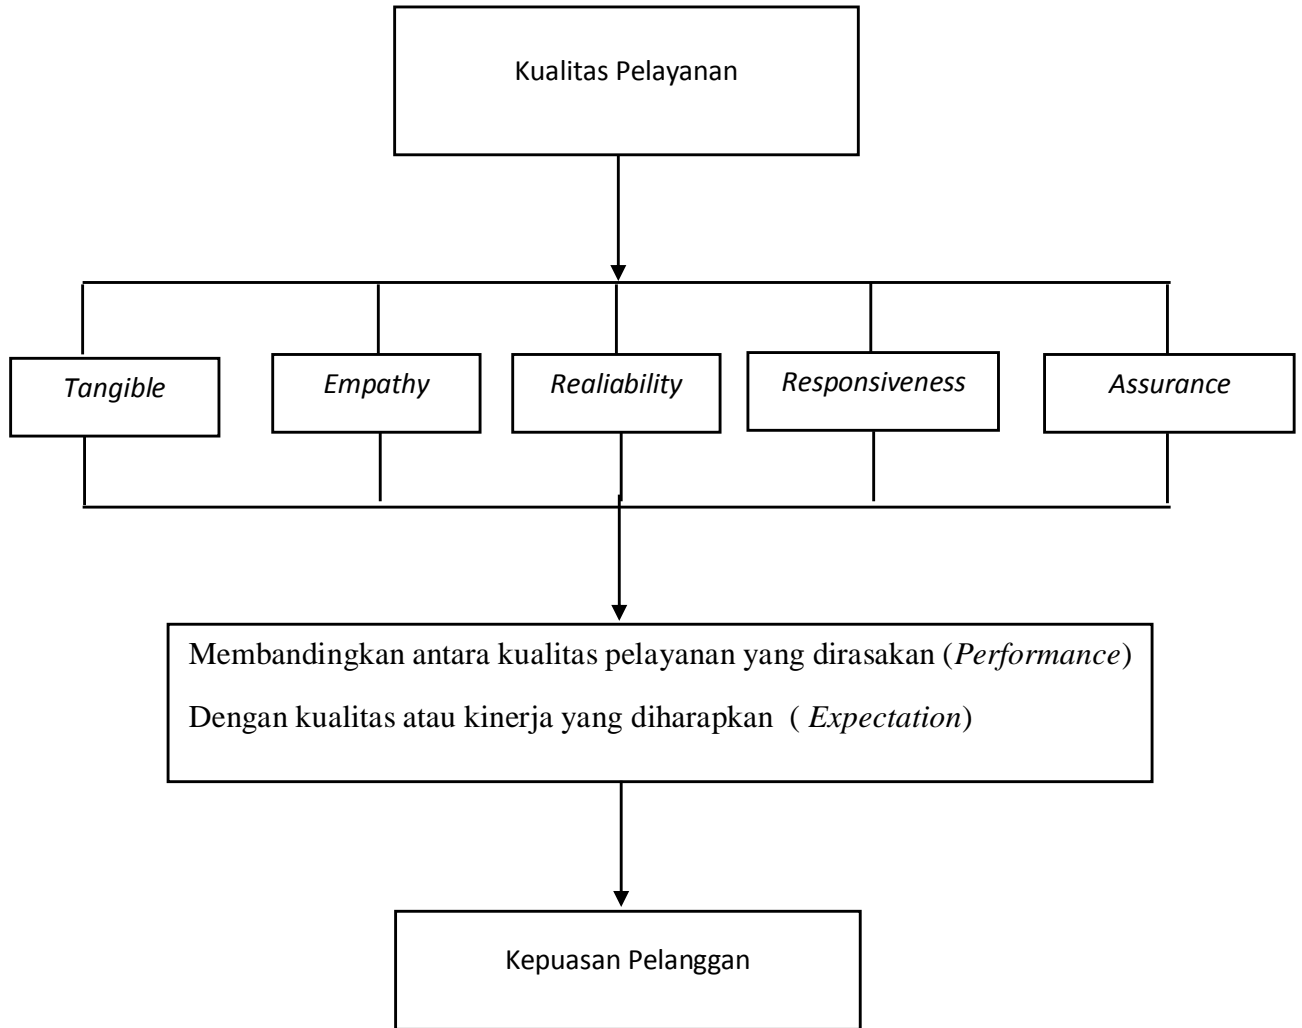 Kualitas Pelayanan
Tangible
Empathy
Realiability
Responsiveness
Assurance
Membandingkan antara kualitas pelayanan yang dirasakan (Performance)
Dengan kualitas atau kinerja yang diharapkan ( Expectation)
Kepuasan Pelanggan